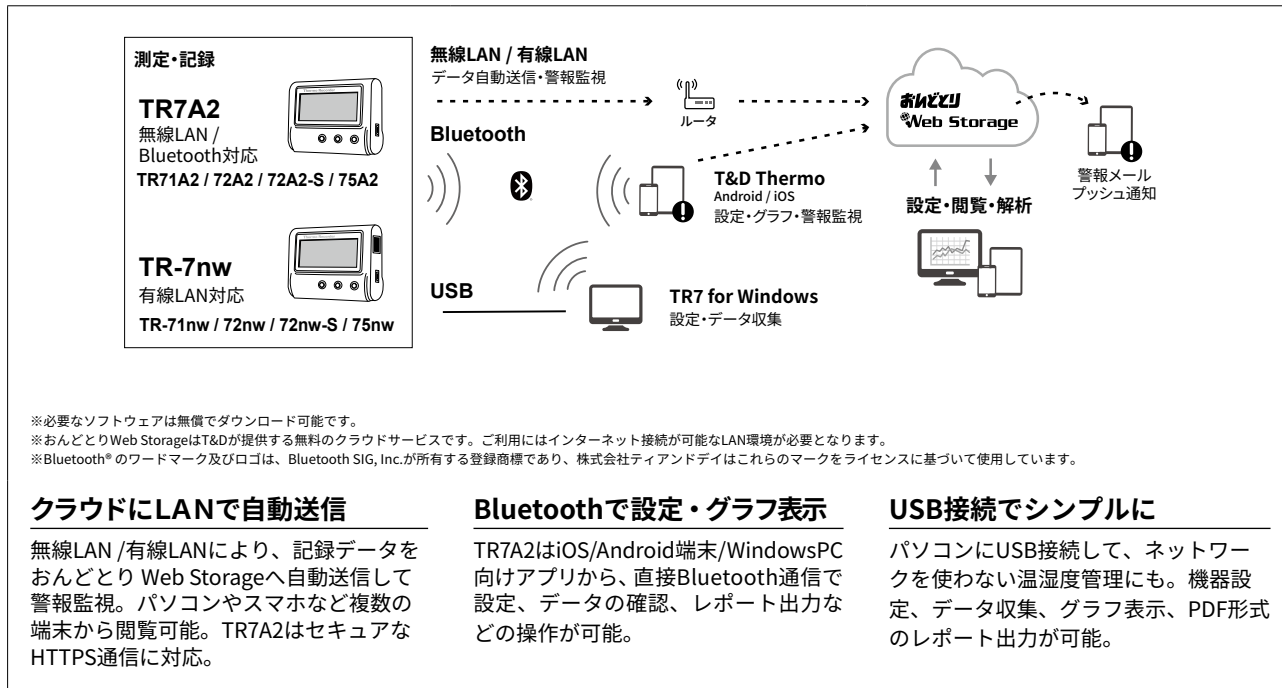 測定・記録
TR7A2
無線LAN /
Bluetooth対応
TR71A2 / 72A2 / 72A2-S / 75A2
TR-7nw
有線LAN対応
TR-71nw / 72nw / 72nw-S / 75nw
無線LAN / 有線LAN
データ自動送信・警報監視
ルータ
Bluetooth
T&D Thermo
Android / iOS
設定・グラフ・警報監視
USB
TR7 for Windows
設定・データ収集
おんどとり
Web Storage
設定・閲覧・解析
警報メール
プッシュ通知
※必要なソフトウェアは無償でダウンロード可能です。
※おんどとりWeb StorageはT&Dが提供する無料のクラウドサービスです。ご利用にはインターネット接続が可能なLAN環境が必要となります。
※Bluetooth® のワードマーク及びロゴは、Bluetooth SIG, Inc.が所有する登録商標であり、株式会社ティアンドデイはこれらのマークをライセンスに基づいて使用しています。
クラウドにLANで自動送信
無線LAN /有線LANにより、記録データを
おんどとり Web Storageへ自動送信して
警報監視。パソコンやスマホなど複数の
端末から閲覧可能。TR7A2はセキュアな
HTTPS通信に対応。
Bluetoothで設定・グラフ表示
TR7A2はiOS/Android端末/WindowsPC
向けアプリから、直接Bluetooth通信で
設定、データの確認、レポート出力な
どの操作が可能。
USB接続でシンプルに
パソコンにUSB接続して、ネットワー
クを使わない温湿度管理にも。機器設
定、データ収集、グラフ表示、PDF形式
のレポート出力が可能。